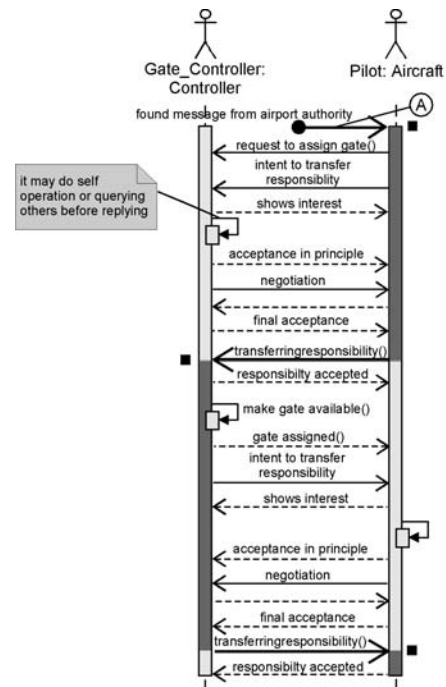 Gate_Controller:
Controller
Pilot: Aircraft
found message from airport authority
A
request to assign gate()
intent to transfer
responsiblity
it may do self
operation or querying
others before replying
shows interest
acceptance in principle
negotiation
final acceptance
transferringresponsibility()
responsibilty accepted
make gate available()
gate assigned()
intent to transfer
responsibility
shows interest
acceptance in principle
negotiation
final acceptance
transferringresponsibility()
responsibilty accepted